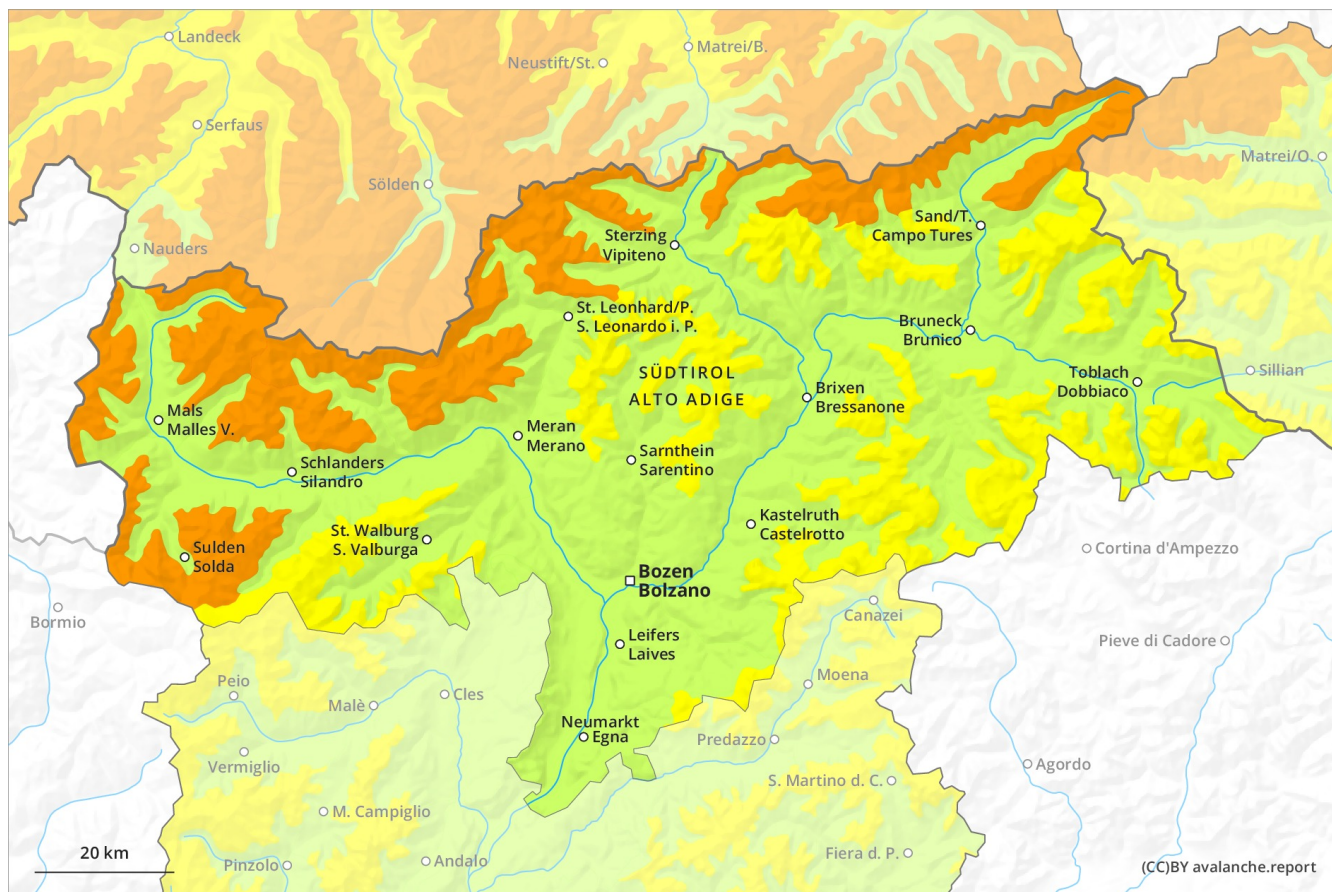 Landeck
Matrei/B.
Neustift/St.
Serfaus
Matrei/O.
Sölden
Nauders
Sand/T.
Campo Tures
Sterzing
Vipiteno
St. Leonhard/P.
S. Leonardo i. P.
Bruneck
Brunico
SÜDTIROL
ALTO ADIGE
Toblach
Dobbiaco
Sillian
Brixen
Bressanone
Mals
Malles V.
Meran
Merano
Schlanders
Silandro
Sarnthein
Sarentino
Kastelruth
Castelrotto
St. Walburg
S. Valburga
Sulden
Solda
Cortina d'Ampezzo
Bozen
Bolzano
Bormio
Canazei
Leifers
Laives
Pieve di Cadore
Peio
Malè
Cles
Moena
Neumarkt
Egna
Predazzo
Vermiglio
Agordo
S. Martino d. C.
M. Campiglio
20 km
Pinzolo
Andalo
Fiera d. P.
(CC)BY avalanche.report